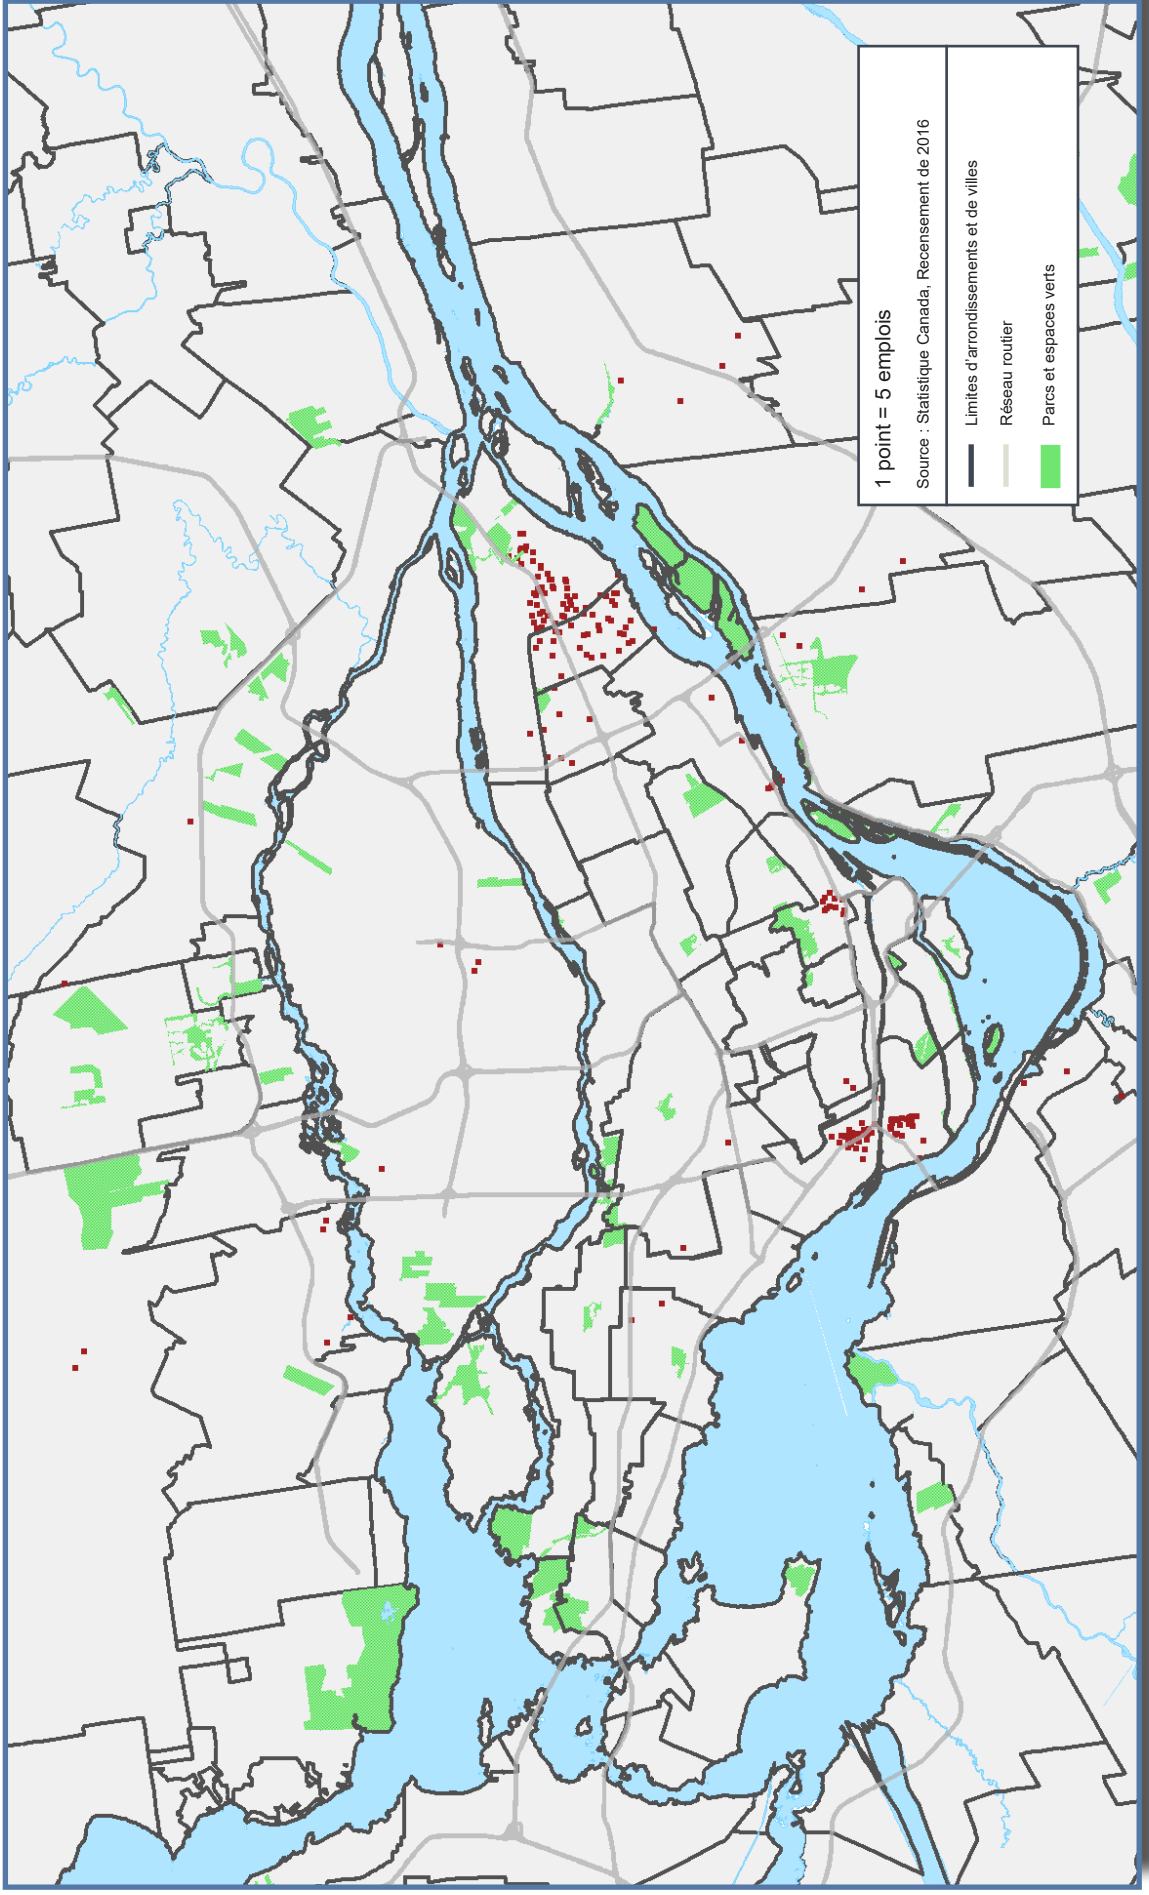 1 point = 5 emplois
Source : Statistique Canada, Recensement de 2016
Limites d'arrondissements et de villes
Réseau routier
Parcs et espaces verts